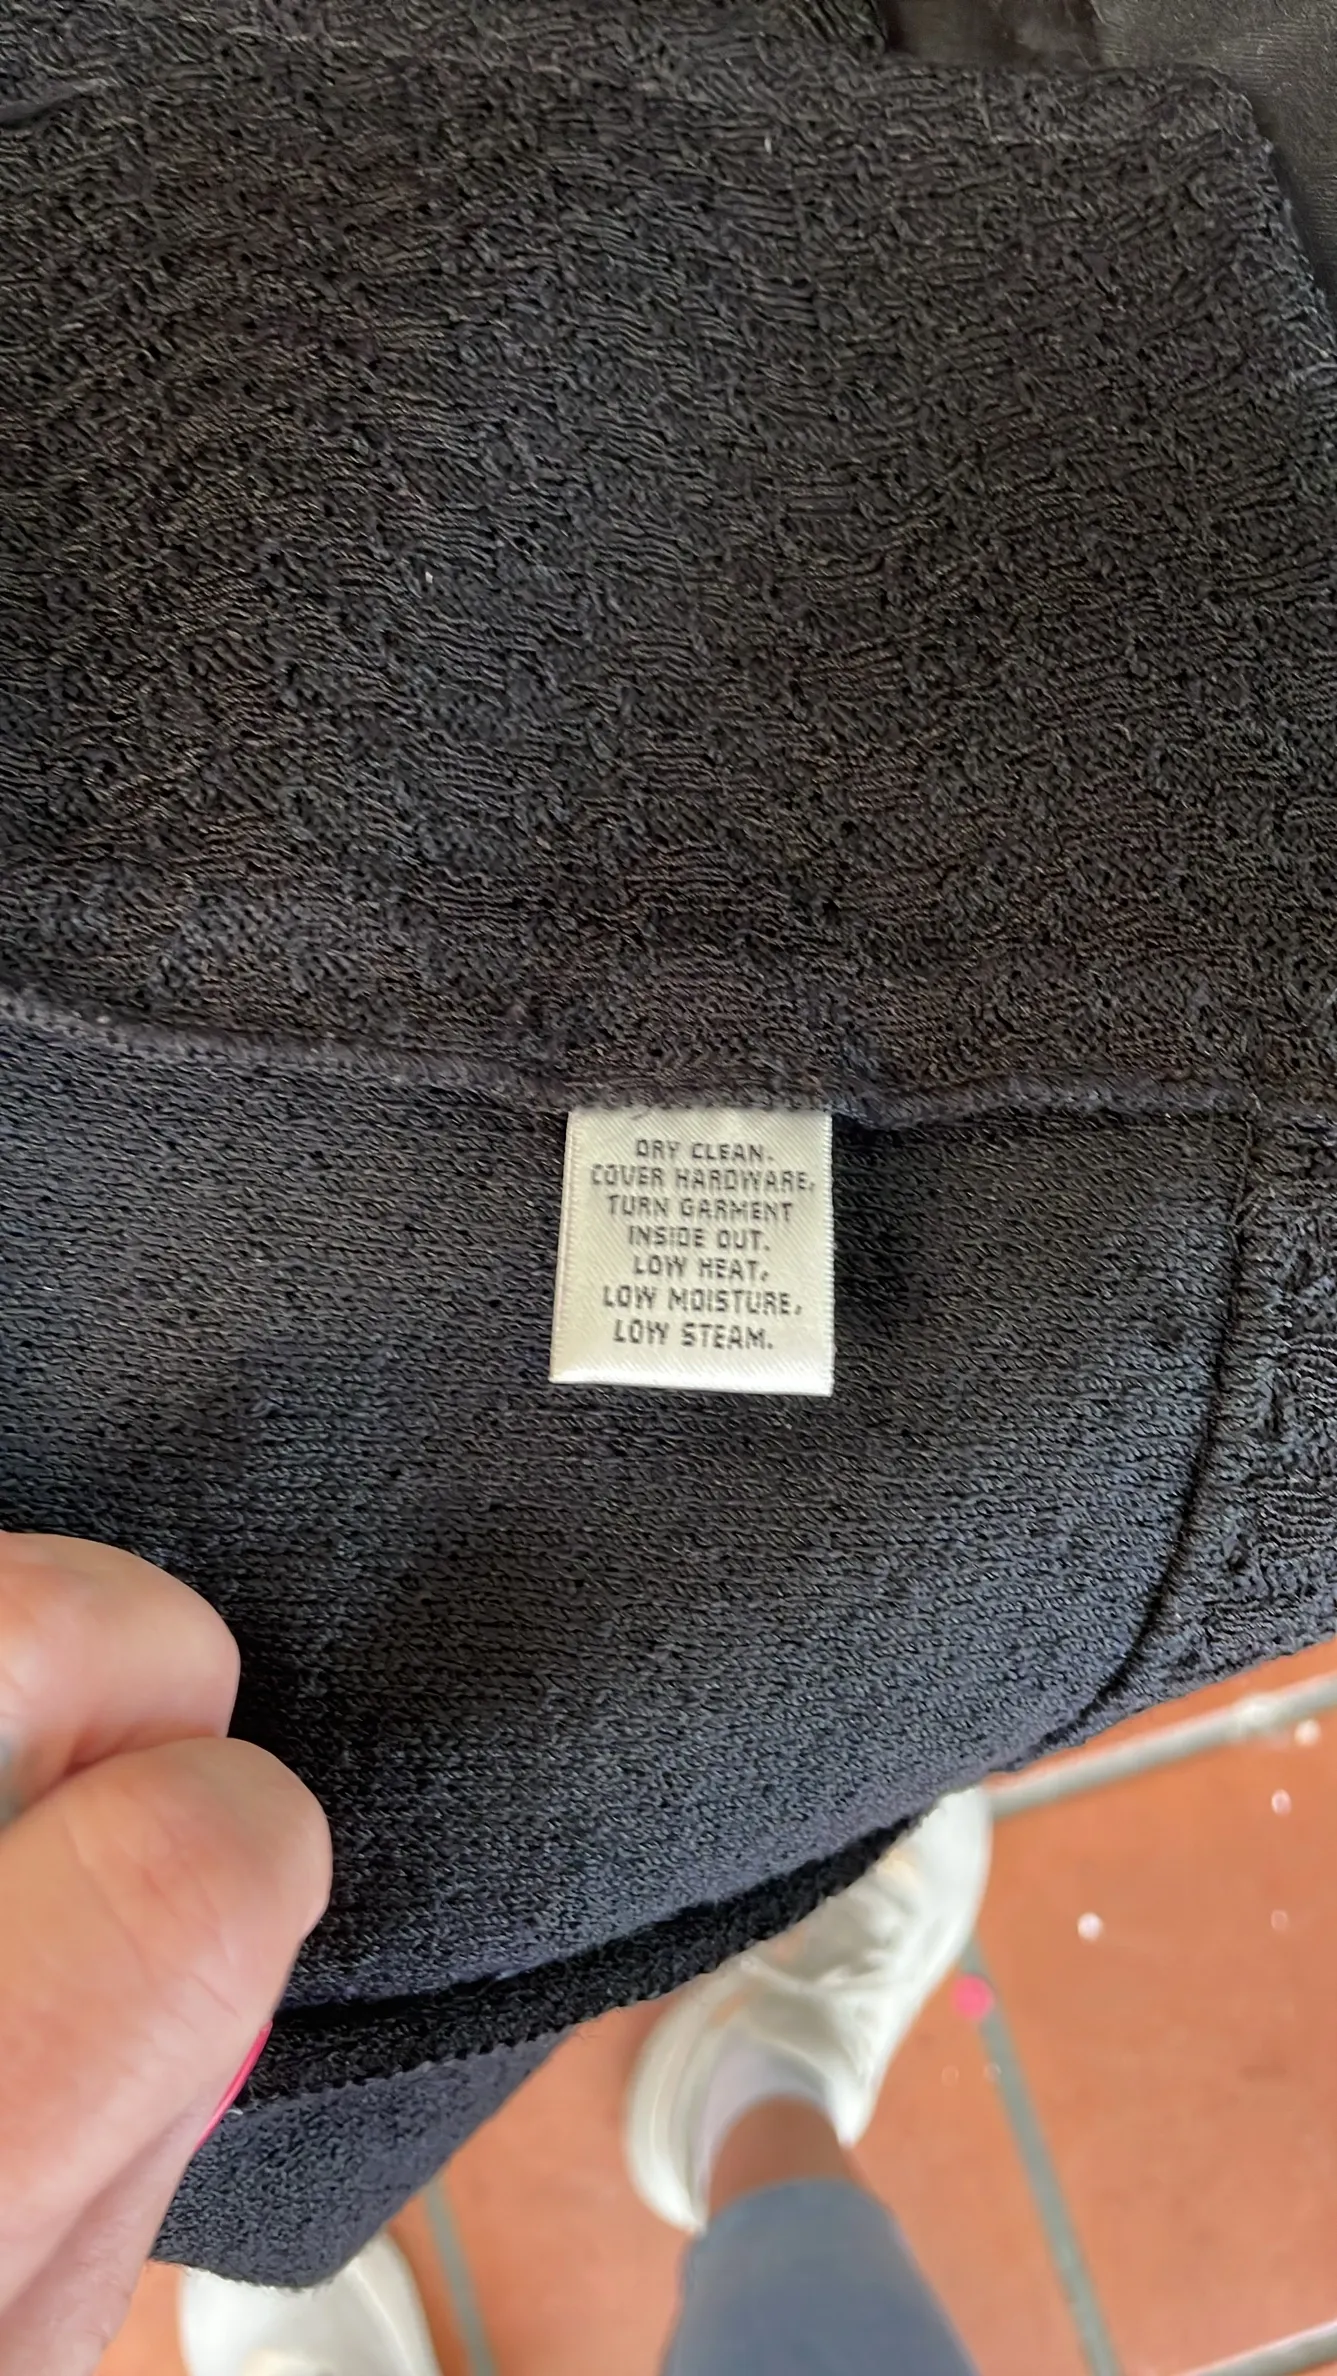 DRY CLEAN.
COVER HARDWARE,
TURN GARMENT
INSIDE OUT.
LOW HEAT,
LOW MOISTURE,
LOW STEAM.